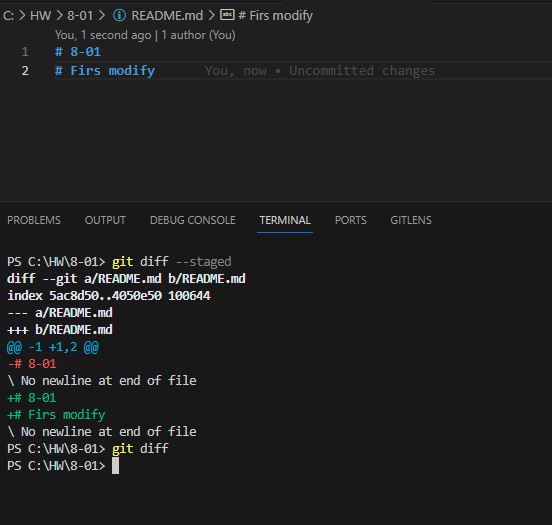 C: > HW > 8-01 > README.md > # Firs modify
You, 1 second ago | 1 author (You)
1 # 8-01
2 # Firs modify You, now • Uncommitted changes
PROBLEMS OUTPUT DEBUG CONSOLE TERMINAL PORTS GITLENS
PS C:\HW\8-01> git diff --staged
diff --git a/README.md b/README.md
index 5ac8d50..4050e50 100644
--- a/README.md
+++ b/README.md
@@ -1 +1,2 @@
-# 8-01
\ No newline at end of file
+# 8-01
+# Firs modify
\ No newline at end of file
PS C:\HW\8-01> git diff
PS C:\HW\8-01>